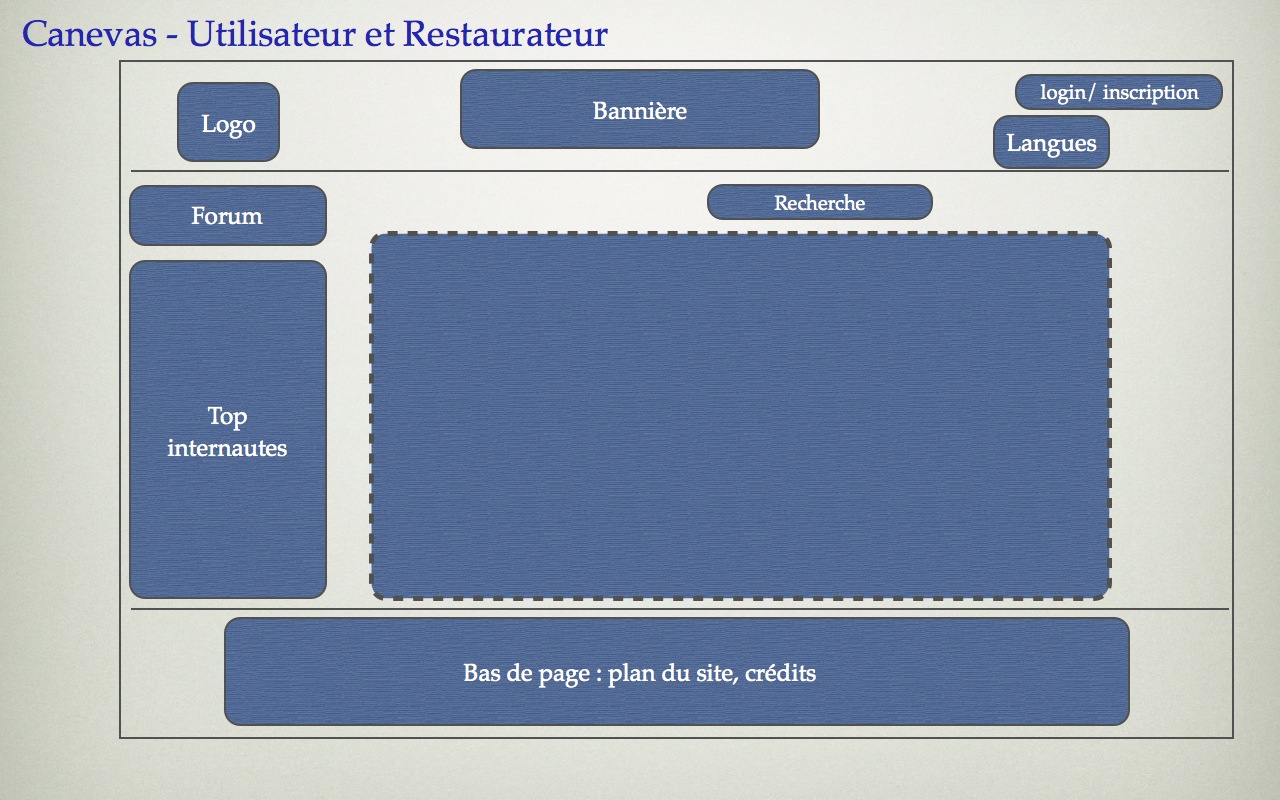 Canevas - Utilisateur et Restaurateur
Logo
Bannière
login/ inscription
Langues
Forum
Recherche
Top
internautes
Bas de page : plan du site, crédits